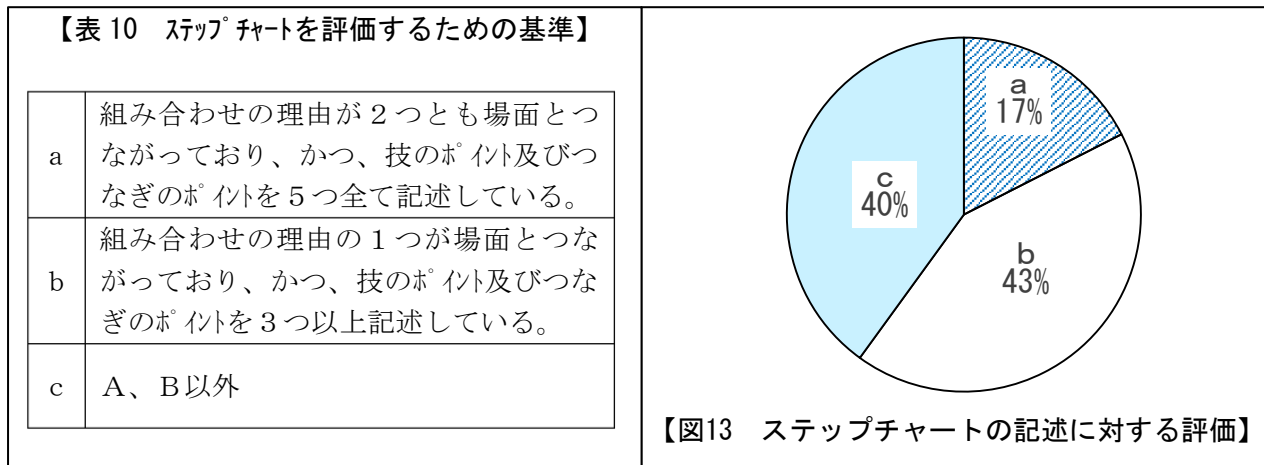 【表10 ｽﾃｯﾌﾟﾁｬｰﾄを評価するための基準】
a
組み合わせの理由が２つとも場面とつ
ながっており、かつ、技のﾎﾟｲﾝﾄ及びつ
なぎのﾎﾟｲﾝﾄを５つ全て記述している。
b
組み合わせの理由の１つが場面とつな
がっており、かつ、技のﾎﾟｲﾝﾄ及びつな
ぎのﾎﾟｲﾝﾄを３つ以上記述している。
c
Ａ、Ｂ以外
a
17%
b
43%
c
40%
【図13 ステップチャートの記述に対する評価】